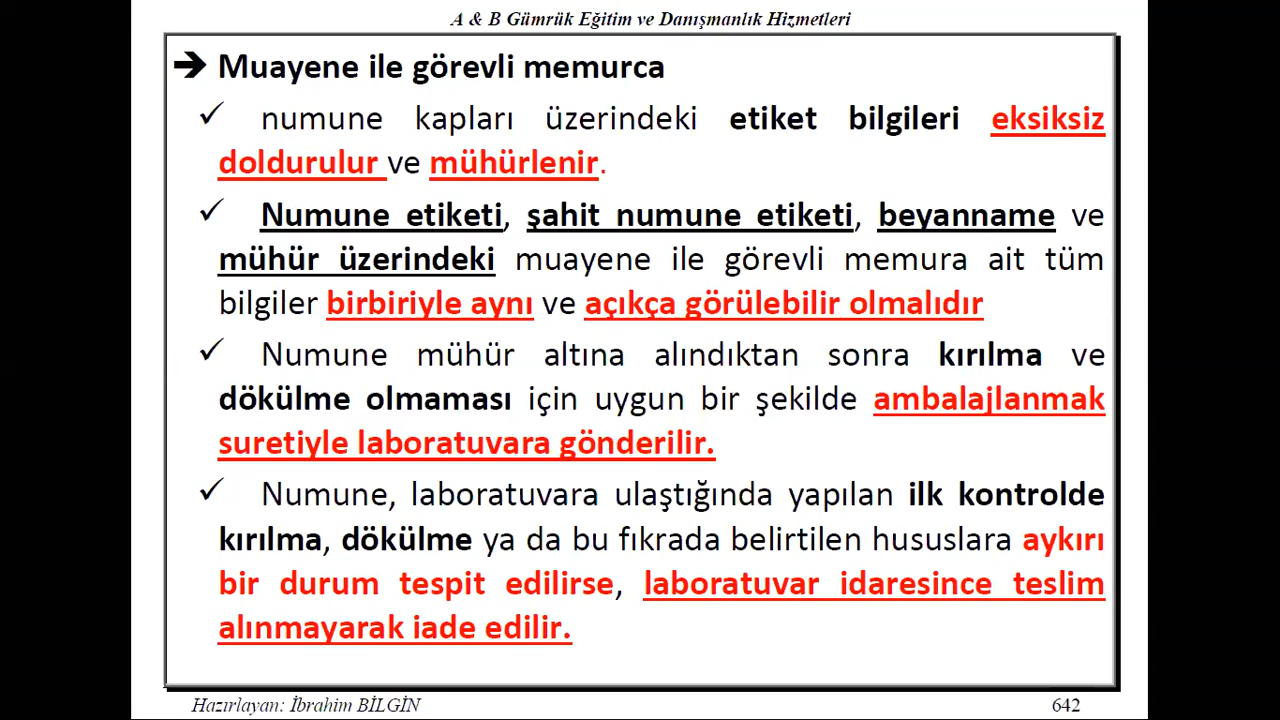 A & B Gümrük Eğitim ve Danışmanlık Hizmetleri
➔ Muayene ile görevli memurca
✓ numune kapları üzerindeki etiket bilgileri eksiksiz
doldurulur ve mühürlenir.
✓ Numune etiketi, şahit numune etiketi, beyanname ve
mühür üzerindeki muayene ile görevli memura ait tüm
bilgiler birbiriyle aynı ve açıkça görülebilir olmalıdır
✓ Numune mühür altına alındıktan sonra kırılma ve
dökülme olmaması için uygun bir şekilde ambalajlanmak
suretiyle laboratuvara gönderilir.
✓ Numune, laboratuvara ulaştığında yapılan ilk kontrolde
kırılma, dökülme ya da bu fıkrada belirtilen hususlara aykırı
bir durum tespit edilirse, laboratuvar idaresince teslim
alınmayarak iade edilir.
Hazırlayan: İbrahim BİLGİN 642